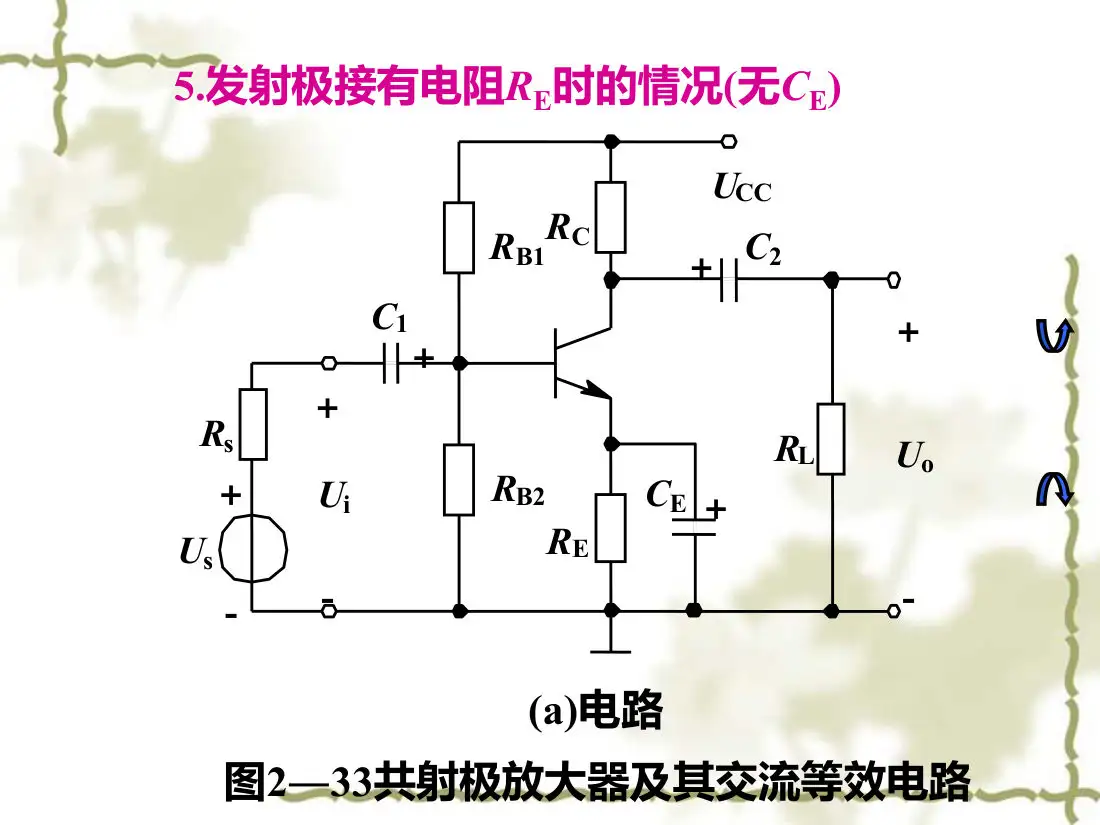 5.发射极接有电阻RE时的情况(无CE)
UCC
RC
RB1
C2
+
C1
+
+
+
Rs
RL
+
Ui
RB2
CE
+
Uo
RE
Us
-
-
-
(a)电路
图2—33共射极放大器及其交流等效电路